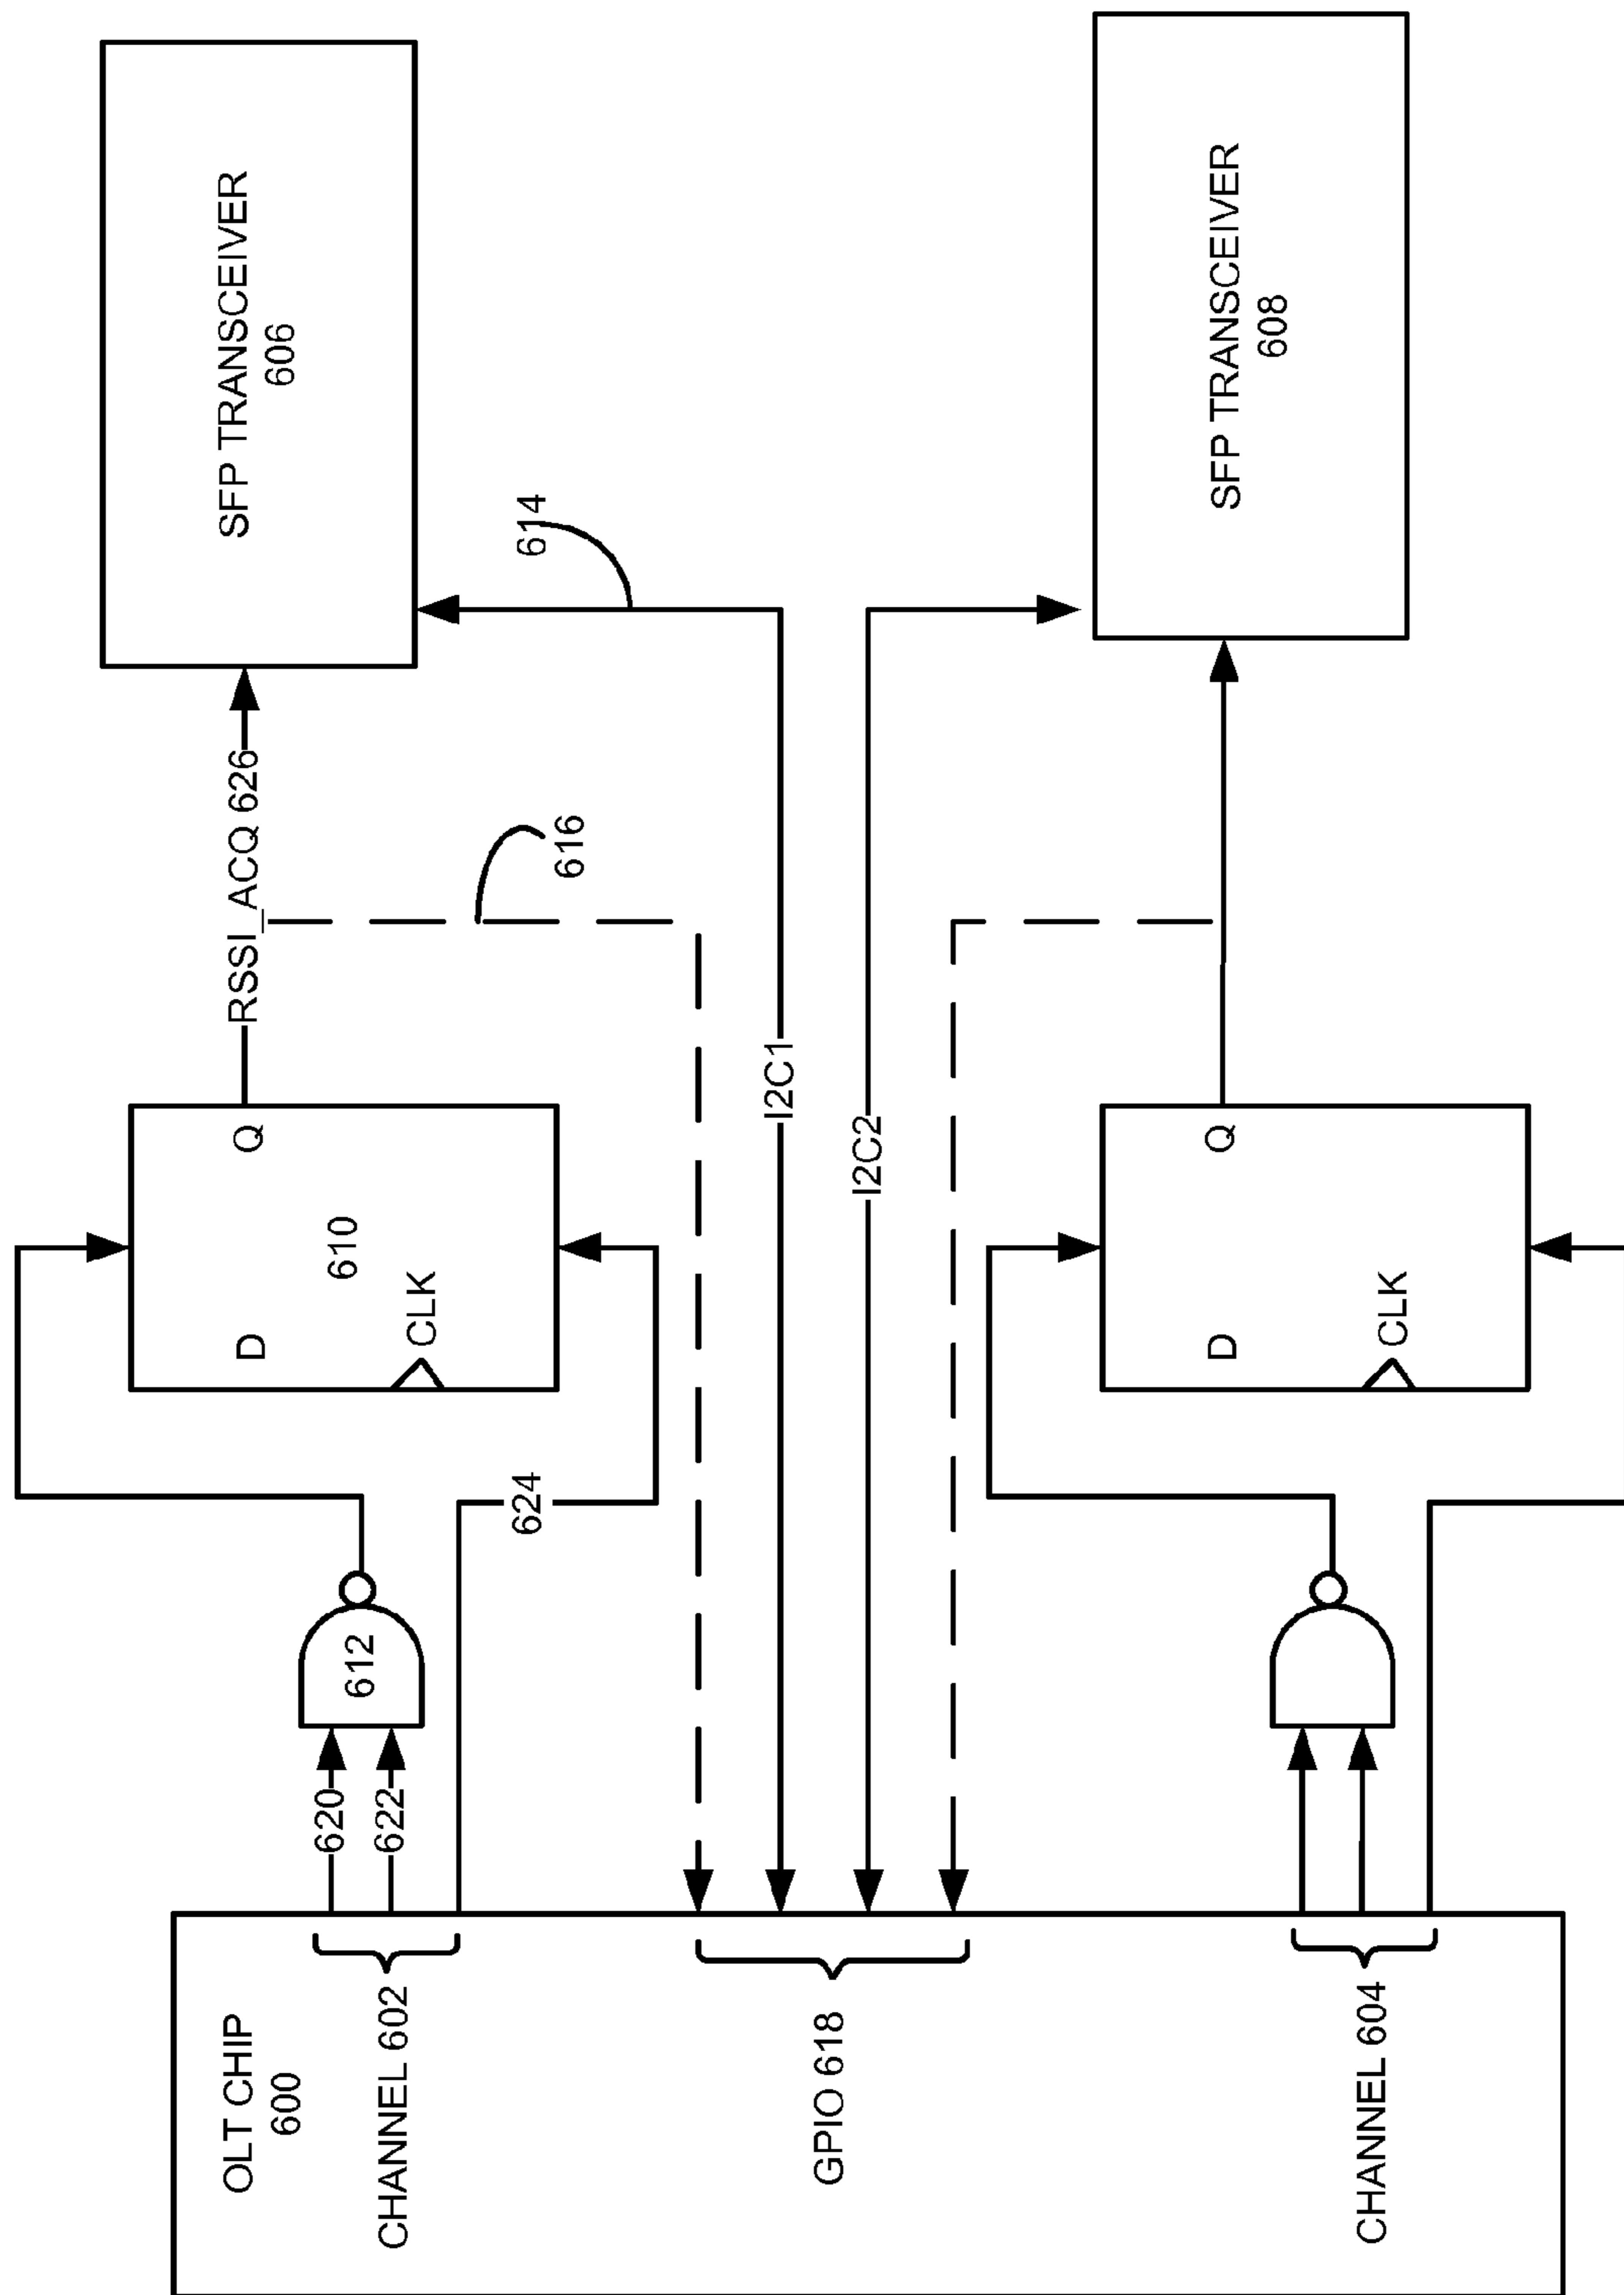 OLT CHIP
600
CHANNEL 602
GPIO 618
CHANNEL 604
620
622
612
624
D
Q
610
CLK
RSSI_ACQ 626
616
SFP TRANSCEIVER
606
614
I2C1
I2C2
D
Q
CLK
SFP TRANSCEIVER
608